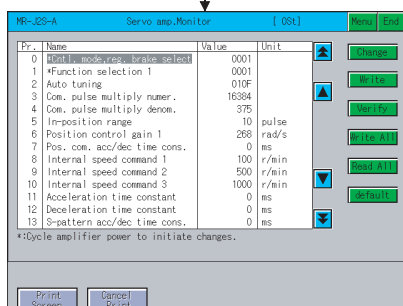 MR-J2S-A Servo amp.Monitor [ 0St] Menu End
Pr. Name Value Unit
0 *Cntl. mode,reg. brake select 0001
1 *Function selection 1 0001
2 Auto tuning 010F
3 Com. pulse multiply numer. 16384
4 Com. pulse multiply denom. 375
5 In-position range 10 pulse
6 Position control gain 1 268 rad/s
7 Pos. com. acc/dec time cons. 0 ms
8 Internal speed command 1 100 r/min
9 Internal speed command 2 500 r/min
10 Internal speed command 3 1000 r/min
11 Acceleration time constant 0 ms
12 Deceleration time constant 0 ms
13 S-pattern acc/dec time cons. 0 ms
*:Cycle amplifier power to initiate changes.
Change
Write
Verify
Write All
Read All
default
Print Screen
Cancel Print